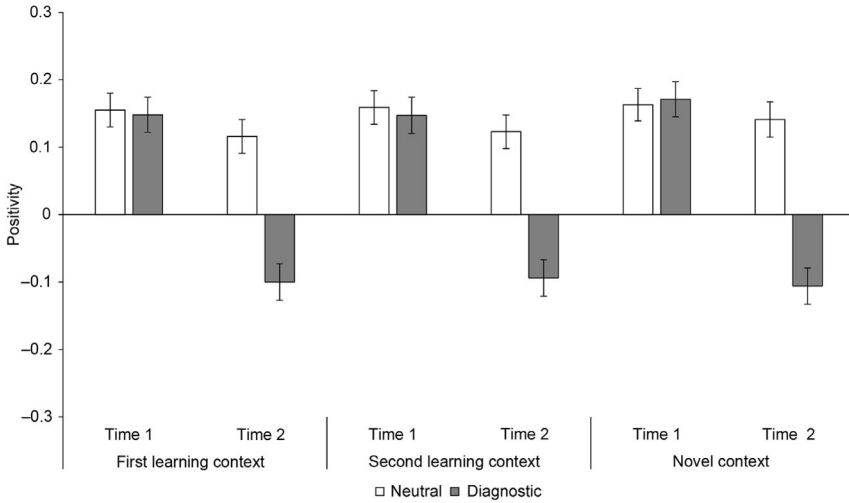 0.3
0.2
0.1
0
–0.1
–0.2
–0.3
Positivity
Time 1
Time 2
Time 1
Time 2
Time 1
Time 2
First learning context
Second learning context
Novel context
Neutral
Diagnostic